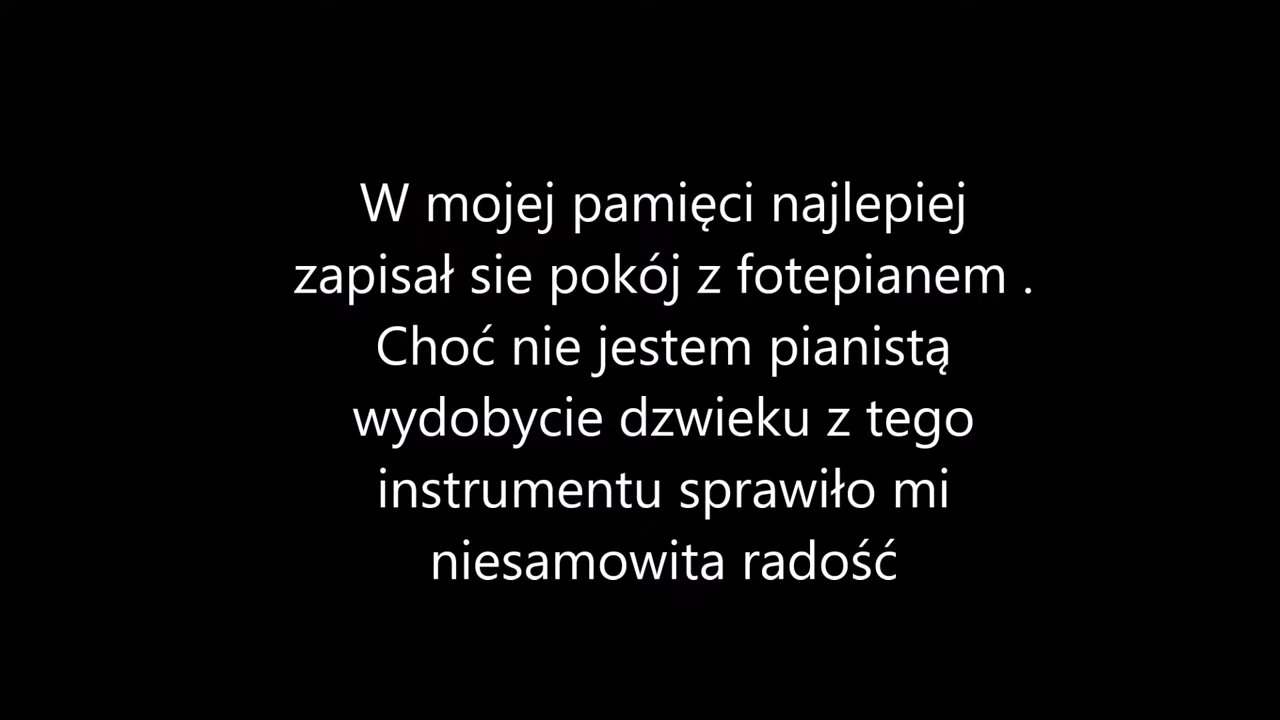 W mojej pamięci najlepiej
zapisał sie pokój z fotepianem .
Choć nie jestem pianistą
wydobycie dzwieku z tego
instrumentu sprawiło mi
niesamowita radość